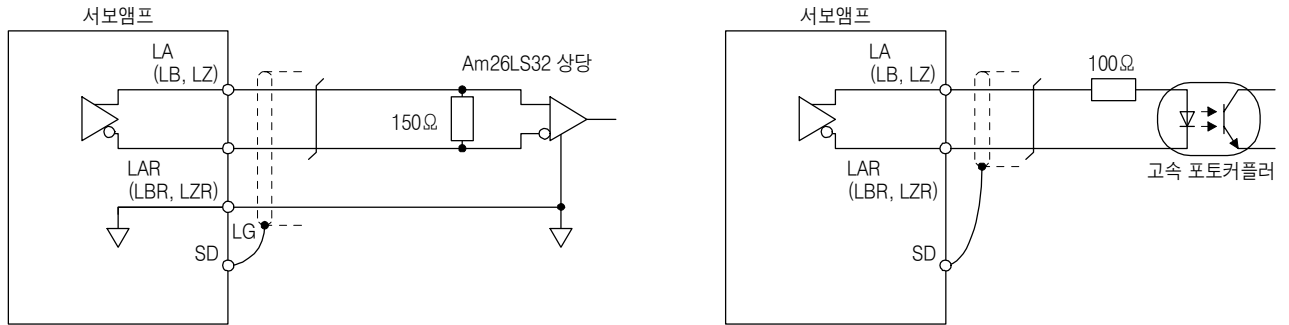 서보앰프
LA
(LB, LZ)
Am26LS32 상당
150Ω
LAR
(LBR, LZR)
LG
SD
서보앰프
LA
(LB, LZ)
100Ω
LAR
(LBR, LZR)
고속 포토커플러
SD